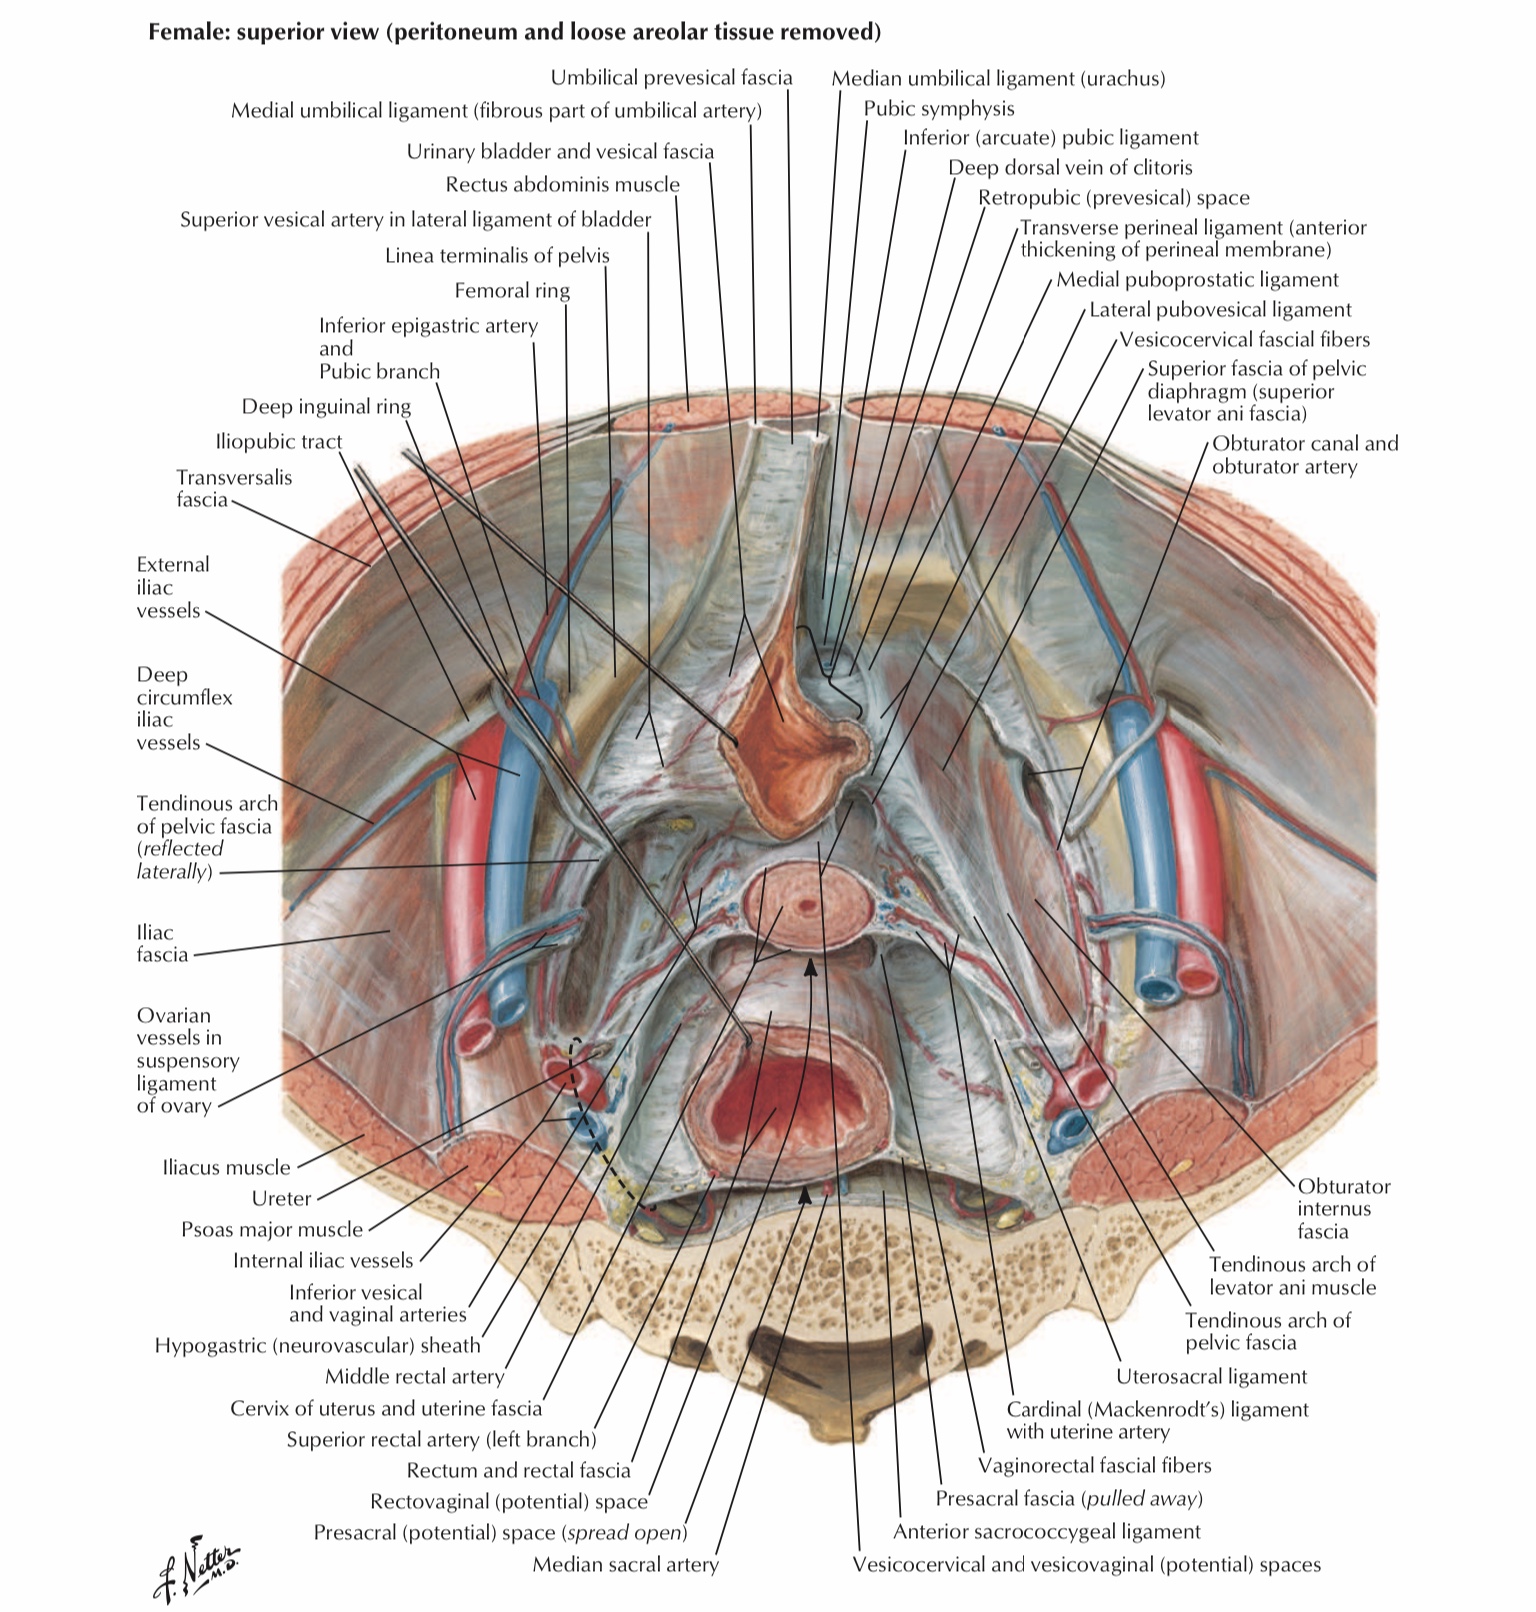 Female: superior view (peritoneum and loose areolar tissue removed)
Umbilical prevesical fascia
Medial umbilical ligament (fibrous part of umbilical artery)
Urinary bladder and vesical fascia
Rectus abdominis muscle
Superior vesical artery in lateral ligament of bladder
Linea terminalis of pelvis
Femoral ring
Inferior epigastric artery
and
Pubic branch
Deep inguinal ring
Iliopubic tract
Transversalis
fascia
External
iliac
vessels
Deep
circumflex
iliac
vessels
Tendinous arch
of pelvic fascia
(reflected
laterally)
Iliac
fascia
Ovarian
vessels in
suspensory
ligament
of ovary
Iliacus muscle
Ureter
Psoas major muscle
Internal iliac vessels
Inferior vesical
and vaginal arteries
Hypogastric (neurovascular) sheath
Middle rectal artery
Cervix of uterus and uterine fascia
Superior rectal artery (left branch)
Rectum and rectal fascia
Rectovaginal (potential) space
Presacral (potential) space (spread open)
Median sacral artery
Median umbilical ligament (urachus)
Pubic symphysis
Inferior (arcuate) pubic ligament
Deep dorsal vein of clitoris
Retropubic (prevesical) space
Transverse perineal ligament (anterior
thickening of perineal membrane)
Medial puboprostatic ligament
Lateral pubovesical ligament
Vesicocervical fascial fibers
Superior fascia of pelvic
diaphragm (superior
levator ani fascia)
Obturator canal and
obturator artery
Obturator
internus
fascia
Tendinous arch of
levator ani muscle
Tendinous arch of
pelvic fascia
Uterosacral ligament
Cardinal (Mackenrodt's) ligament
with uterine artery
Vaginorectal fascial fibers
Presacral fascia (pulled away)
Anterior sacrococcygeal ligament
Vesicocervical and vesicovaginal (potential) spaces
F. Netter
M.D.